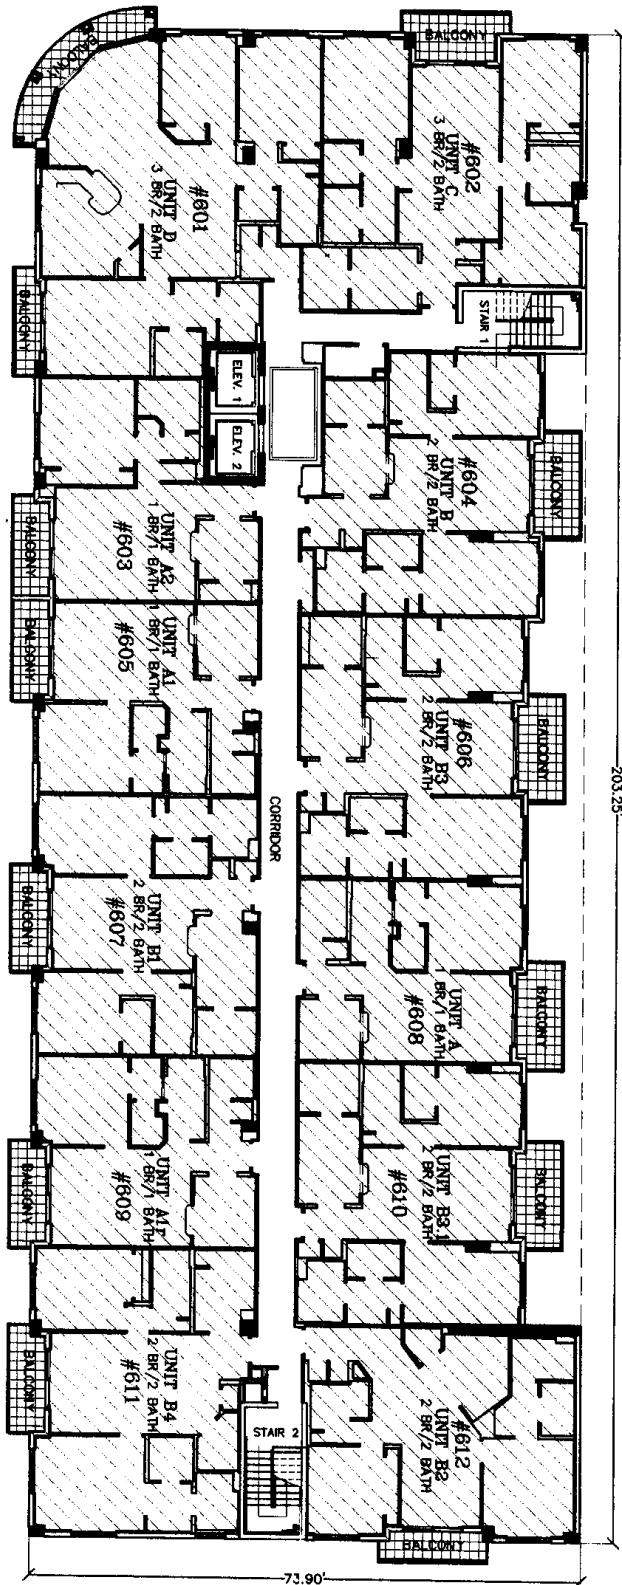 BALCONY
BALCONY
#602
UNIT C
3 BR/2 BATH
#601
UNIT D
3 BR/2 BATH
BALCONY
STAIR 1
ELEV. 1
ELEV. 2
#604
UNIT B
2 BR/2 BATH
BALCONY
UNIT A2
1 BR/1 BATH
#603
BALCONY
UNIT A1
1 BR/1 BATH
#605
BALCONY
#606
UNIT B3
2 BR/2 BATH
BALCONY
203.25'
CORRIDOR
UNIT B1
2 BR/2 BATH
#607
BALCONY
UNIT A
1 BR/1 BATH
#608
BALCONY
UNIT A1r
1 BR/1 BATH
#609
BALCONY
UNIT B3.1
2 BR/2 BATH
#610
BALCONY
UNIT B4
2 BR/2 BATH
#611
BALCONY
STAIR 2
#612
UNIT B2
2 BR/2 BATH
BALCONY
73.90'